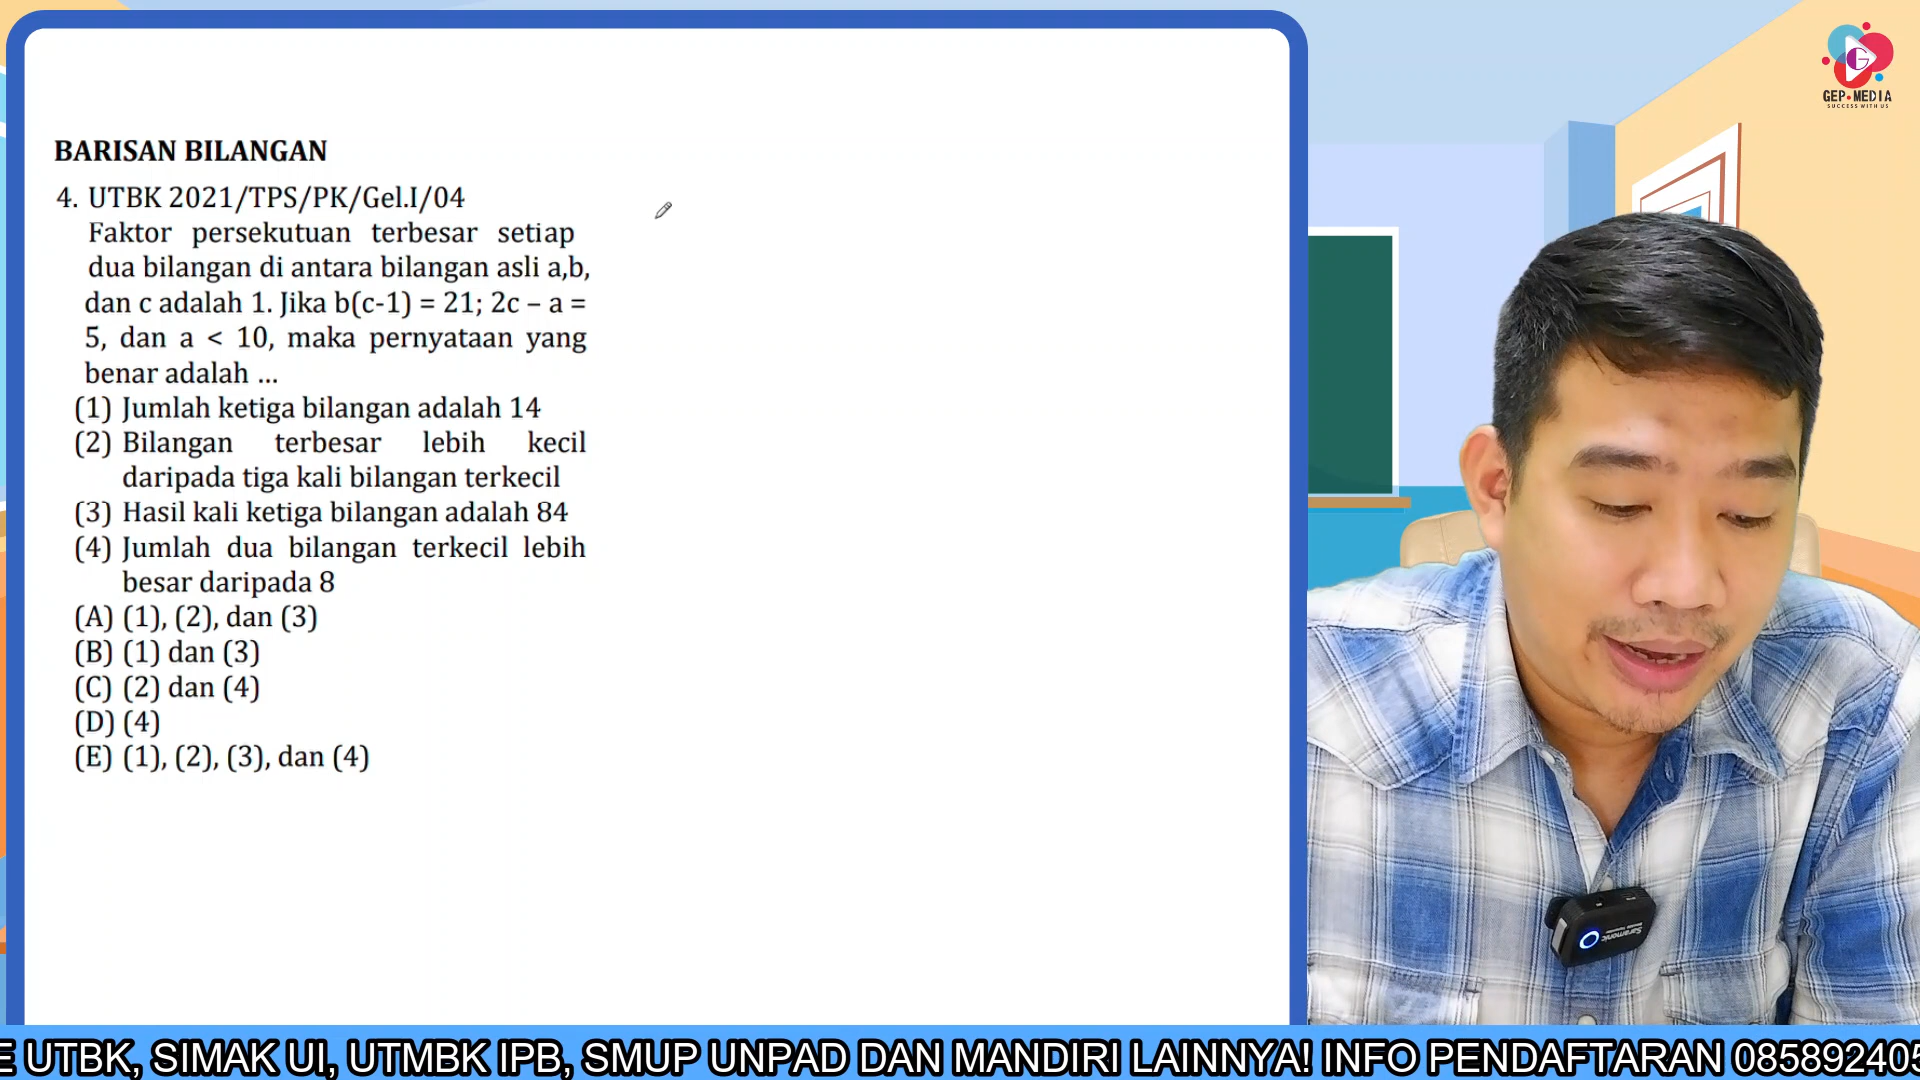 BARISAN BILANGAN
4. UTBK 2021/TPS/PK/Gel.I/04
Faktor persekutuan terbesar setiap
dua bilangan di antara bilangan asli a,b,
dan c adalah 1. Jika b(c-1) = 21; 2c – a =
5, dan a < 10, maka pernyataan yang
benar adalah ...
(1) Jumlah ketiga bilangan adalah 14
(2) Bilangan terbesar lebih kecil
daripada tiga kali bilangan terkecil
(3) Hasil kali ketiga bilangan adalah 84
(4) Jumlah dua bilangan terkecil lebih
besar daripada 8
(A) (1), (2), dan (3)
(B) (1) dan (3)
(C) (2) dan (4)
(D) (4)
(E) (1), (2), (3), dan (4)
G
GEP MEDIA
SUCCESS WITH US
Saramonic
E UTBK, SIMAK UI, UTMBK IPB, SMUP UNPAD DAN MANDIRI LAINNYA! INFO PENDAFTARAN 085892405